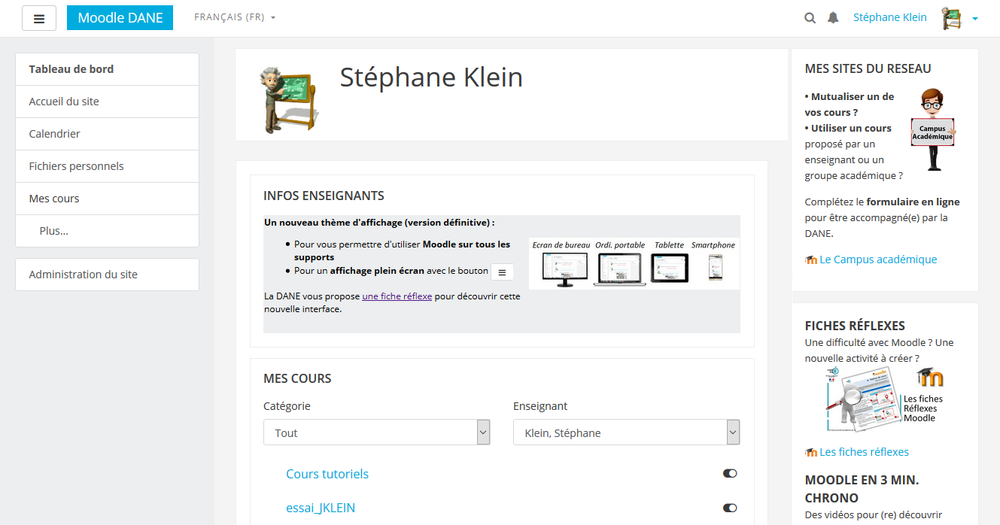 Moodle DANE
FRANÇAIS (FR)
Stéphane Klein
Tableau de bord
Accueil du site
Calendrier
Fichiers personnels
Mes cours
Plus...
Administration du site
Stéphane Klein
INFOS ENSEIGNANTS
Un nouveau thème d'affichage (version définitive) :
• Pour vous permettre d'utiliser Moodle sur tous les
supports
• Pour un affichage plein écran avec le bouton
La DANE vous propose une fiche réflexe pour découvrir cette
nouvelle interface.
Ecran de bureau Ordi. portable Tablette Smartphone
MES COURS
Catégorie
Tout
Enseignant
Klein, Stéphane
Cours tutoriels
essai_JKLEIN
MES SITES DU RESEAU
• Mutualiser un de
vos cours ?
• Utiliser un cours
proposé par un
enseignant ou un
groupe académique ?
Campus
Académique
Complétez le formulaire en ligne
pour être accompagné(e) par la
DANE.
Le Campus académique
FICHES RÉFLEXES
Une difficulté avec Moodle ? Une
nouvelle activité à créer ?
moodle
Les fiches
Réflexes
Moodle
Les fiches réflexes
MOODLE EN 3 MIN.
CHRONO
Des vidéos pour (re) découvrir